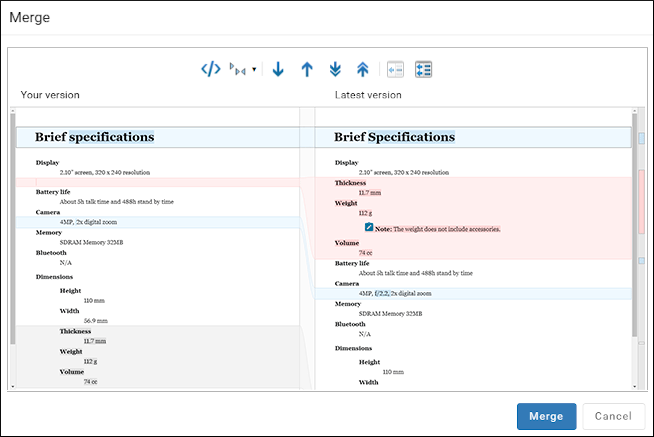 Merge
Your version
Latest version
Brief specifications
Display
2.10" screen, 320 x 240 resolution
Battery life
About 5h talk time and 488h stand by time
Camera
4MP, 2x digital zoom
Memory
SDRAM Memory 32MB
Bluetooth
N/A
Dimensions
Height
110 mm
Width
56.9 mm
Thickness
11.7 mm
Weight
112 g
Volume
74 cc
Brief Specifications
Display
2.10" screen, 320 x 240 resolution
Thickness
11.7 mm
Weight
112 g
Note: The weight does not include accessories.
Volume
74 cc
Battery life
About 5h talk time and 488h stand by time
Camera
4MP, f/2.2, 2x digital zoom
Memory
SDRAM Memory 32MB
Bluetooth
N/A
Dimensions
Height
110 mm
Width
Merge
Cancel